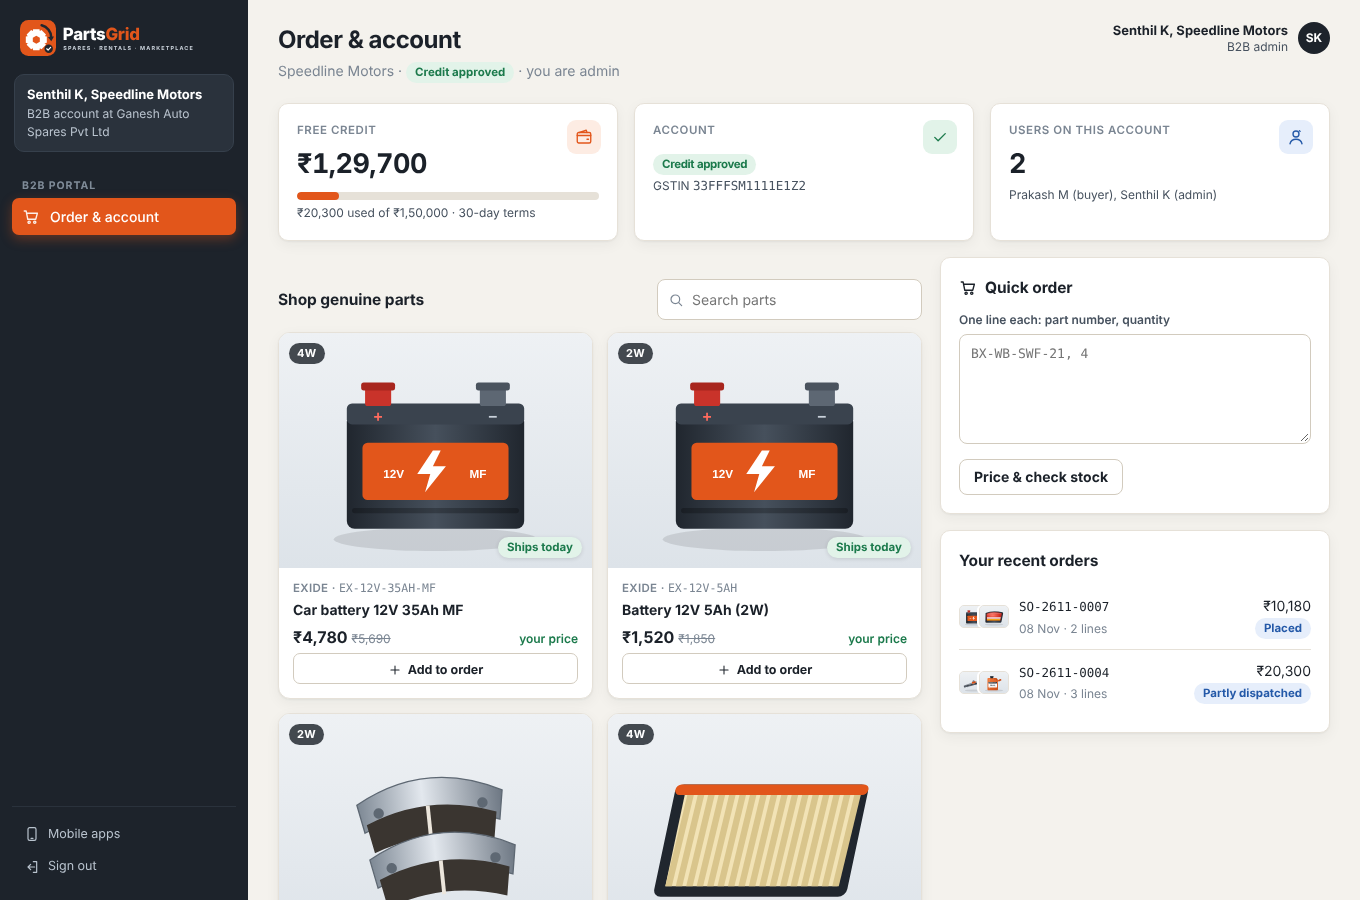 PartsGrid
SPARES · RENTALS · MARKETPLACE
Senthil K, Speedline Motors
B2B account at Ganesh Auto
Spares Pvt Ltd
B2B PORTAL
Order & account
Mobile apps
Sign out
Order & account
Speedline Motors · Credit approved · you are admin
Senthil K, Speedline Motors
B2B admin
SK
FREE CREDIT
₹1,29,700
₹20,300 used of ₹1,50,000 · 30-day terms
ACCOUNT
Credit approved
GSTIN 33FFFSM1111E1Z2
USERS ON THIS ACCOUNT
2
Prakash M (buyer), Senthil K (admin)
Shop genuine parts
Search parts
4W
+ −
12V MF
Ships today
EXIDE · EX-12V-35AH-MF
Car battery 12V 35Ah MF
₹4,780 ₹5,690 your price
+ Add to order
2W
+ −
12V MF
Ships today
EXIDE · EX-12V-5AH
Battery 12V 5Ah (2W)
₹1,520 ₹1,850 your price
+ Add to order
2W
4W
Quick order
One line each: part number, quantity
BX-WB-SWF-21, 4
Price & check stock
Your recent orders
SO-2611-0007 ₹10,180
08 Nov · 2 lines Placed
SO-2611-0004 ₹20,300
08 Nov · 3 lines Partly dispatched